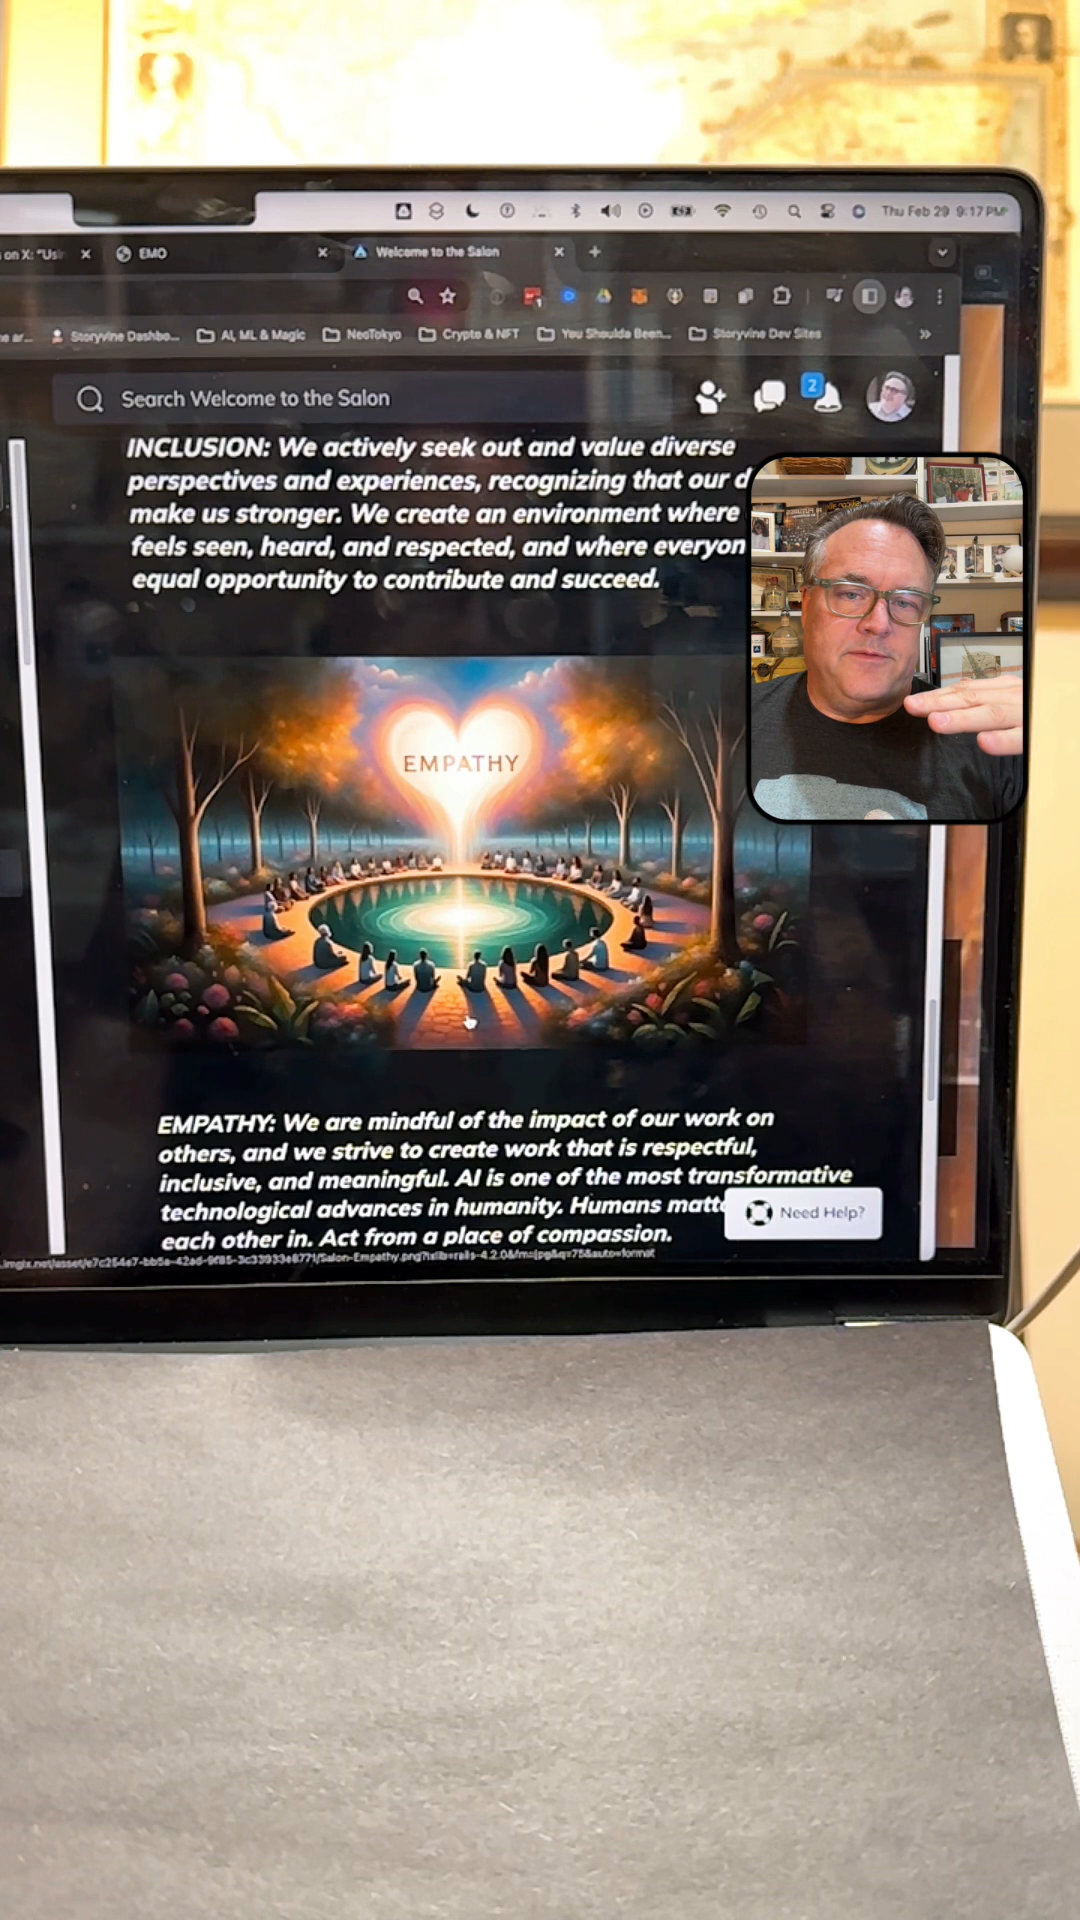 Thu Feb 29 9:17 PM
on X: "Usi
EMO
Welcome to the Salon
Storyvine Dashbo...
AI, ML & Magic
NeoTokyo
Crypto & NFT
You Shoulda Been...
Storyvine Dev Sites
»
Search Welcome to the Salon
2
INCLUSION: We actively seek out and value diverse
perspectives and experiences, recognizing that our d
make us stronger. We create an environment where
feels seen, heard, and respected, and where everyon
equal opportunity to contribute and succeed.
EMPATHY
EMPATHY: We are mindful of the impact of our work on
others, and we strive to create work that is respectful,
inclusive, and meaningful. AI is one of the most transformative
technological advances in humanity. Humans matte
each other in. Act from a place of compassion.
Need Help?